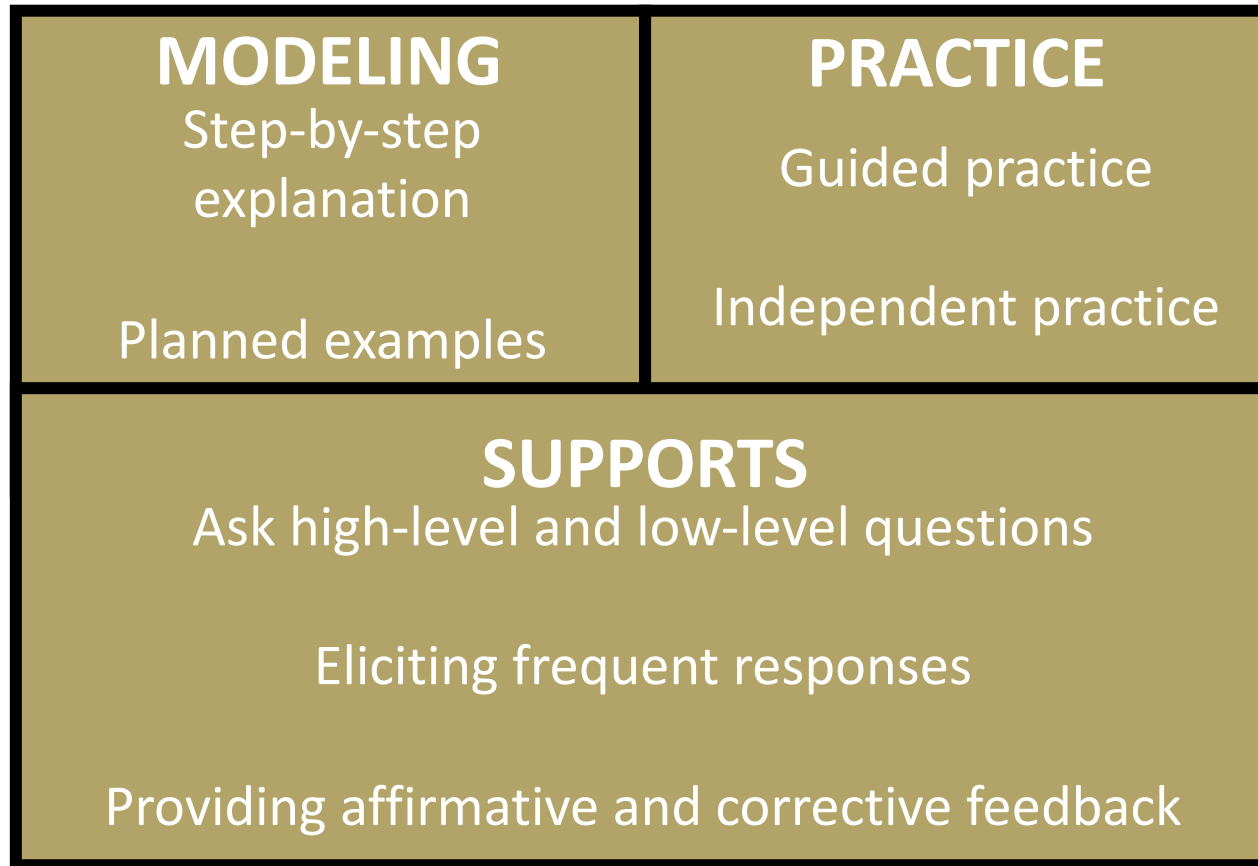 MODELING
Step-by-step
explanation
Planned examples
PRACTICE
Guided practice
Independent practice
SUPPORTS
Ask high-level and low-level questions
Eliciting frequent responses
Providing affirmative and corrective feedback